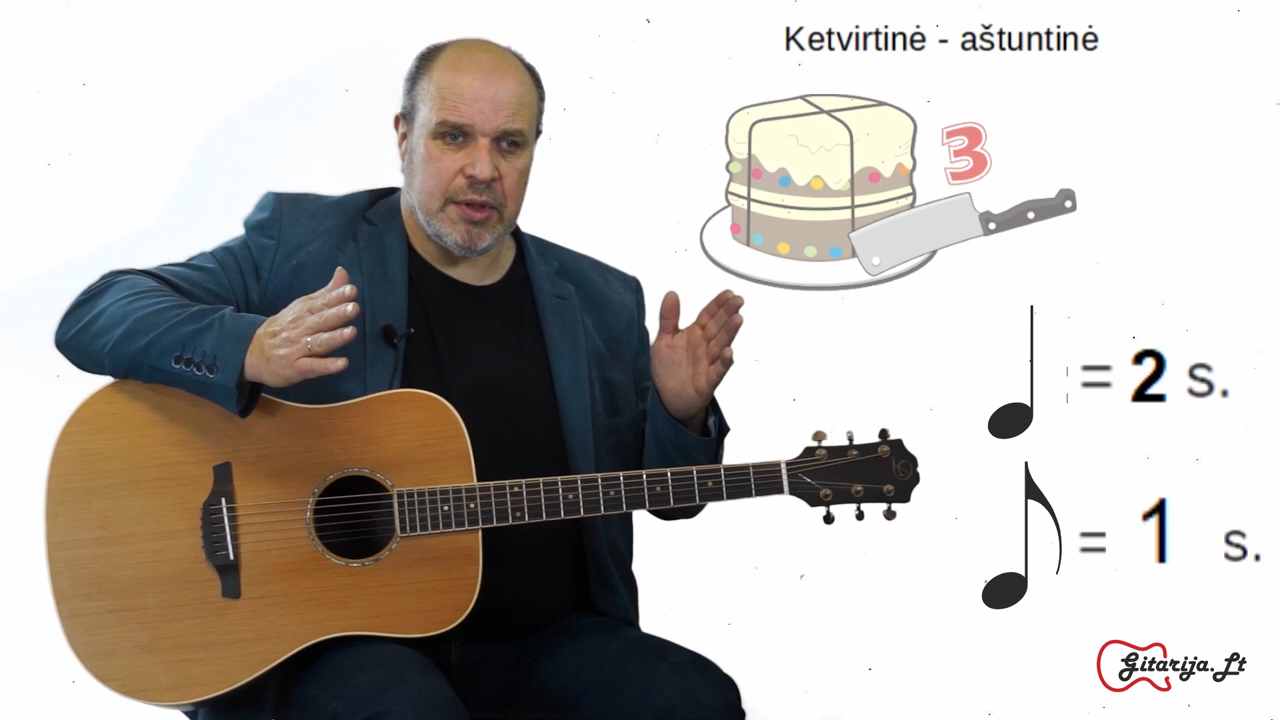 Ketvirtinė - aštuntinė
3
= 2 s.
= 1 s.
Gitarija.Lt